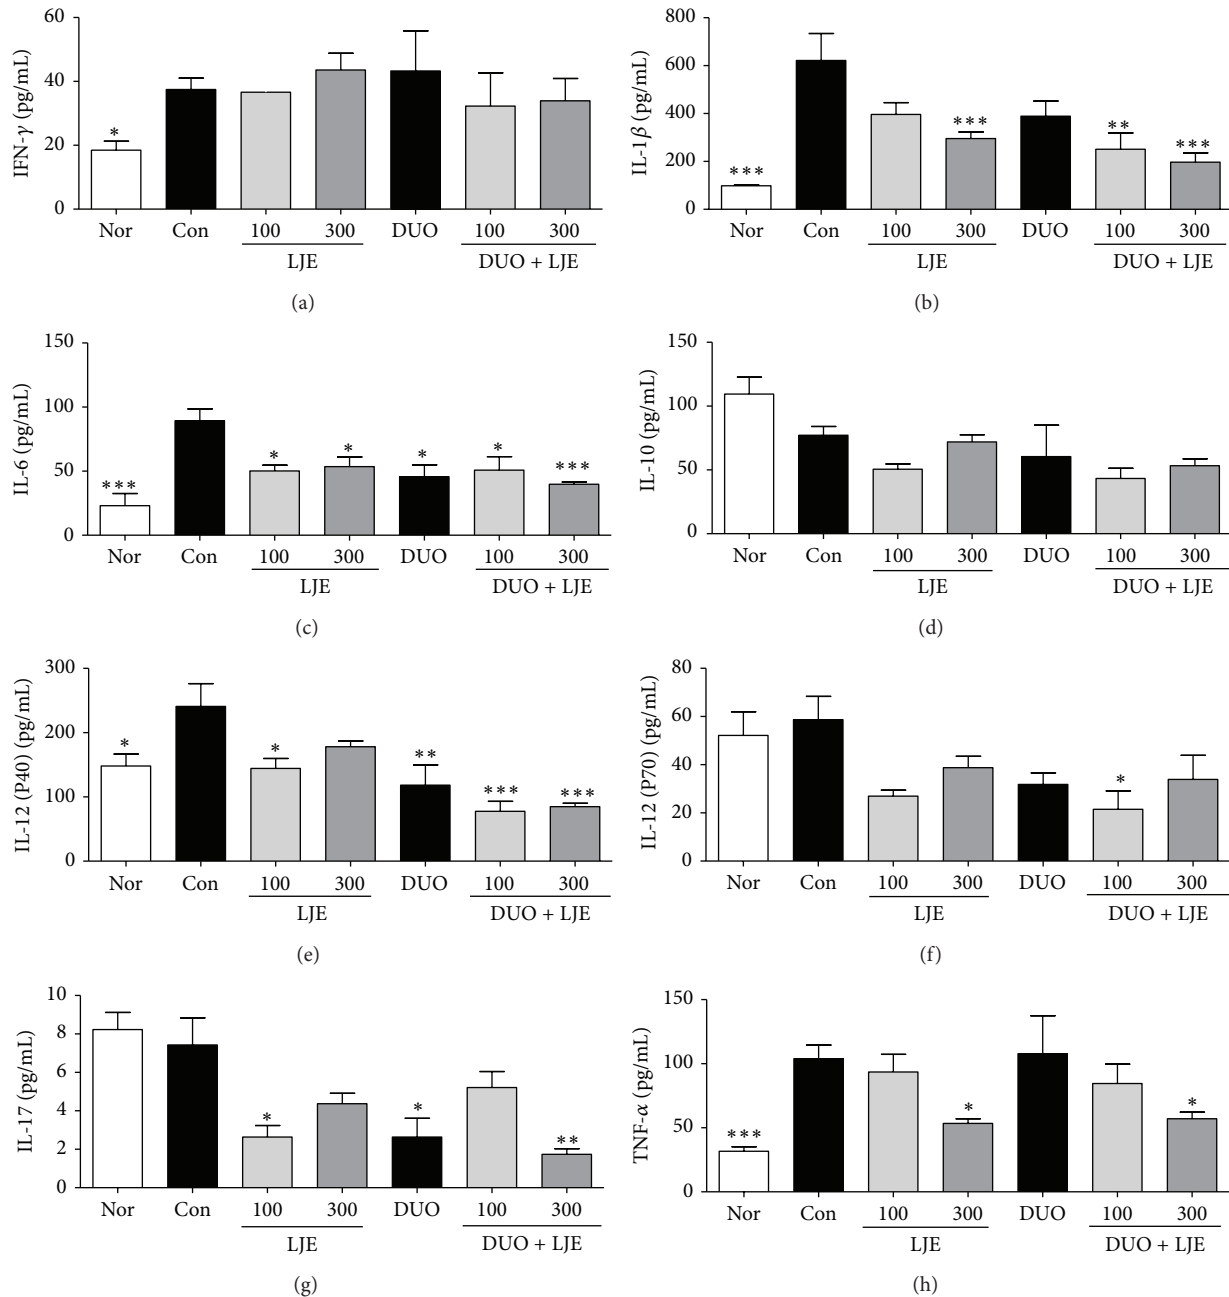 IFN-γ (pg/mL)
60
40
20
0
*
Nor Con 100 300 DUO 100 300
LJE DUO + LJE
(a)
IL-1β (pg/mL)
800
600
400
200
0
*** *** ** ***
Nor Con 100 300 DUO 100 300
LJE DUO + LJE
(b)
IL-6 (pg/mL)
150
100
50
0
*** * * * * ***
Nor Con 100 300 DUO 100 300
LJE DUO + LJE
(c)
IL-10 (pg/mL)
150
100
50
0
Nor Con 100 300 DUO 100 300
LJE DUO + LJE
(d)
IL-12 (P40) (pg/mL)
300
200
100
0
* * ** *** ***
Nor Con 100 300 DUO 100 300
LJE DUO + LJE
(e)
IL-12 (P70) (pg/mL)
80
60
40
20
0
*
Nor Con 100 300 DUO 100 300
LJE DUO + LJE
(f)
IL-17 (pg/mL)
10
8
6
4
2
0
* * **
Nor Con 100 300 DUO 100 300
LJE DUO + LJE
(g)
TNF-α (pg/mL)
150
100
50
0
*** * *
Nor Con 100 300 DUO 100 300
LJE DUO + LJE
(h)